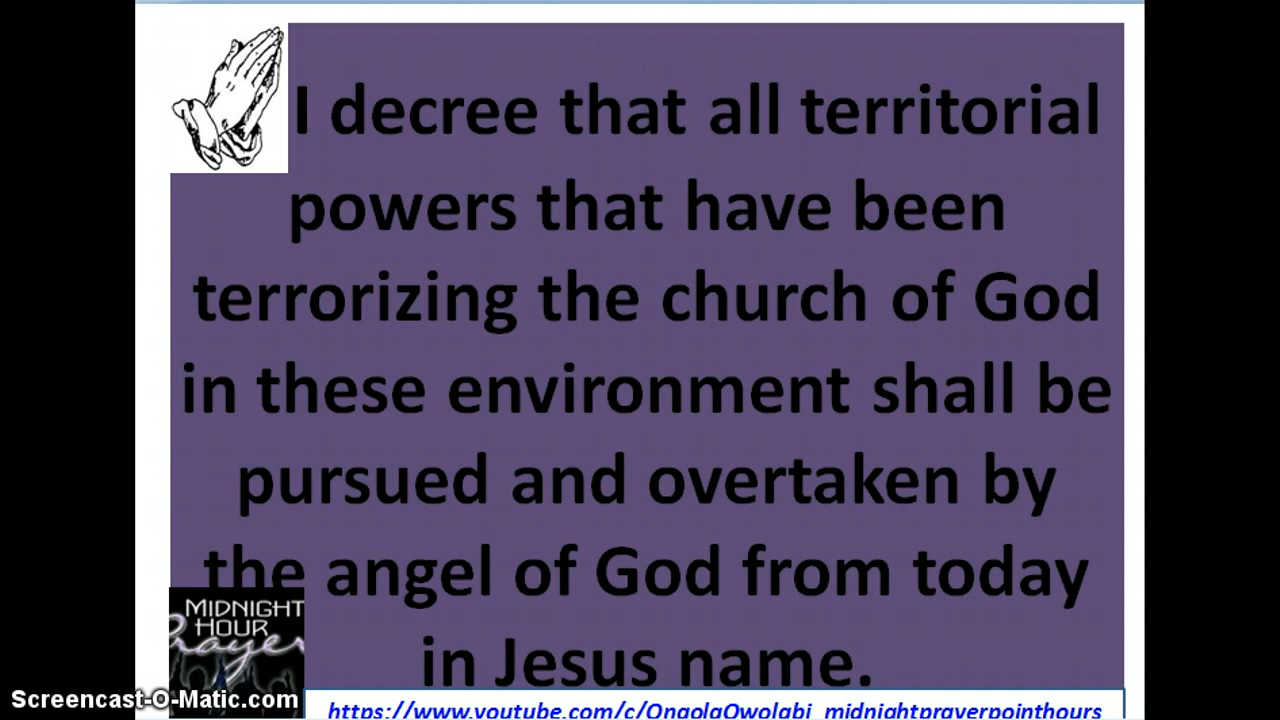 I decree that all territorial
powers that have been
terrorizing the church of God
in these environment shall be
pursued and overtaken by
the angel of God from today
in Jesus name.
MIDNIGHT
HOUR
Prayer
Screencast-O-Matic.com
https://www.youtube.com/c/OngolaOwolabi_midnightprayerpointhours